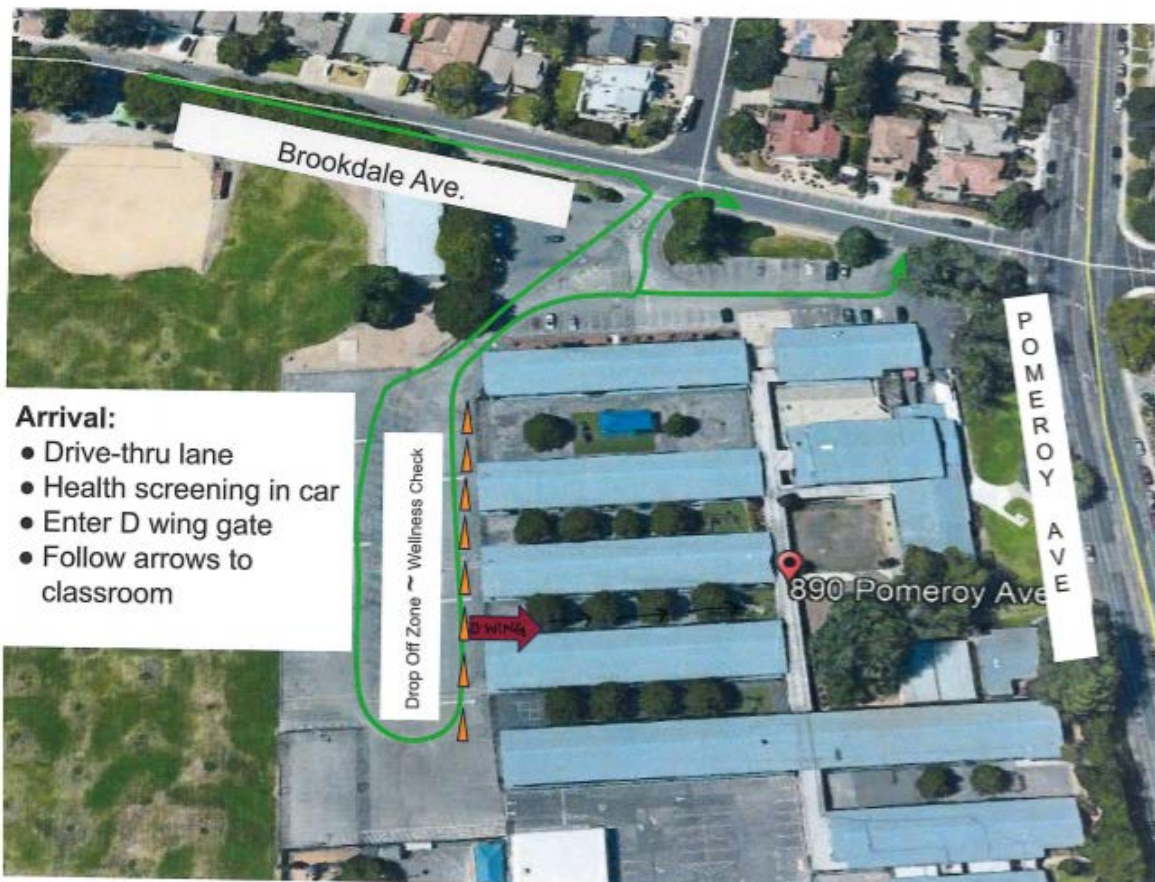 Brookdale Ave.
POMEROY AVE
Arrival:
● Drive-thru lane
● Health screening in car
● Enter D wing gate
● Follow arrows to
classroom
Drop Off Zone ~ Wellness Check
D WING
890 Pomeroy Ave